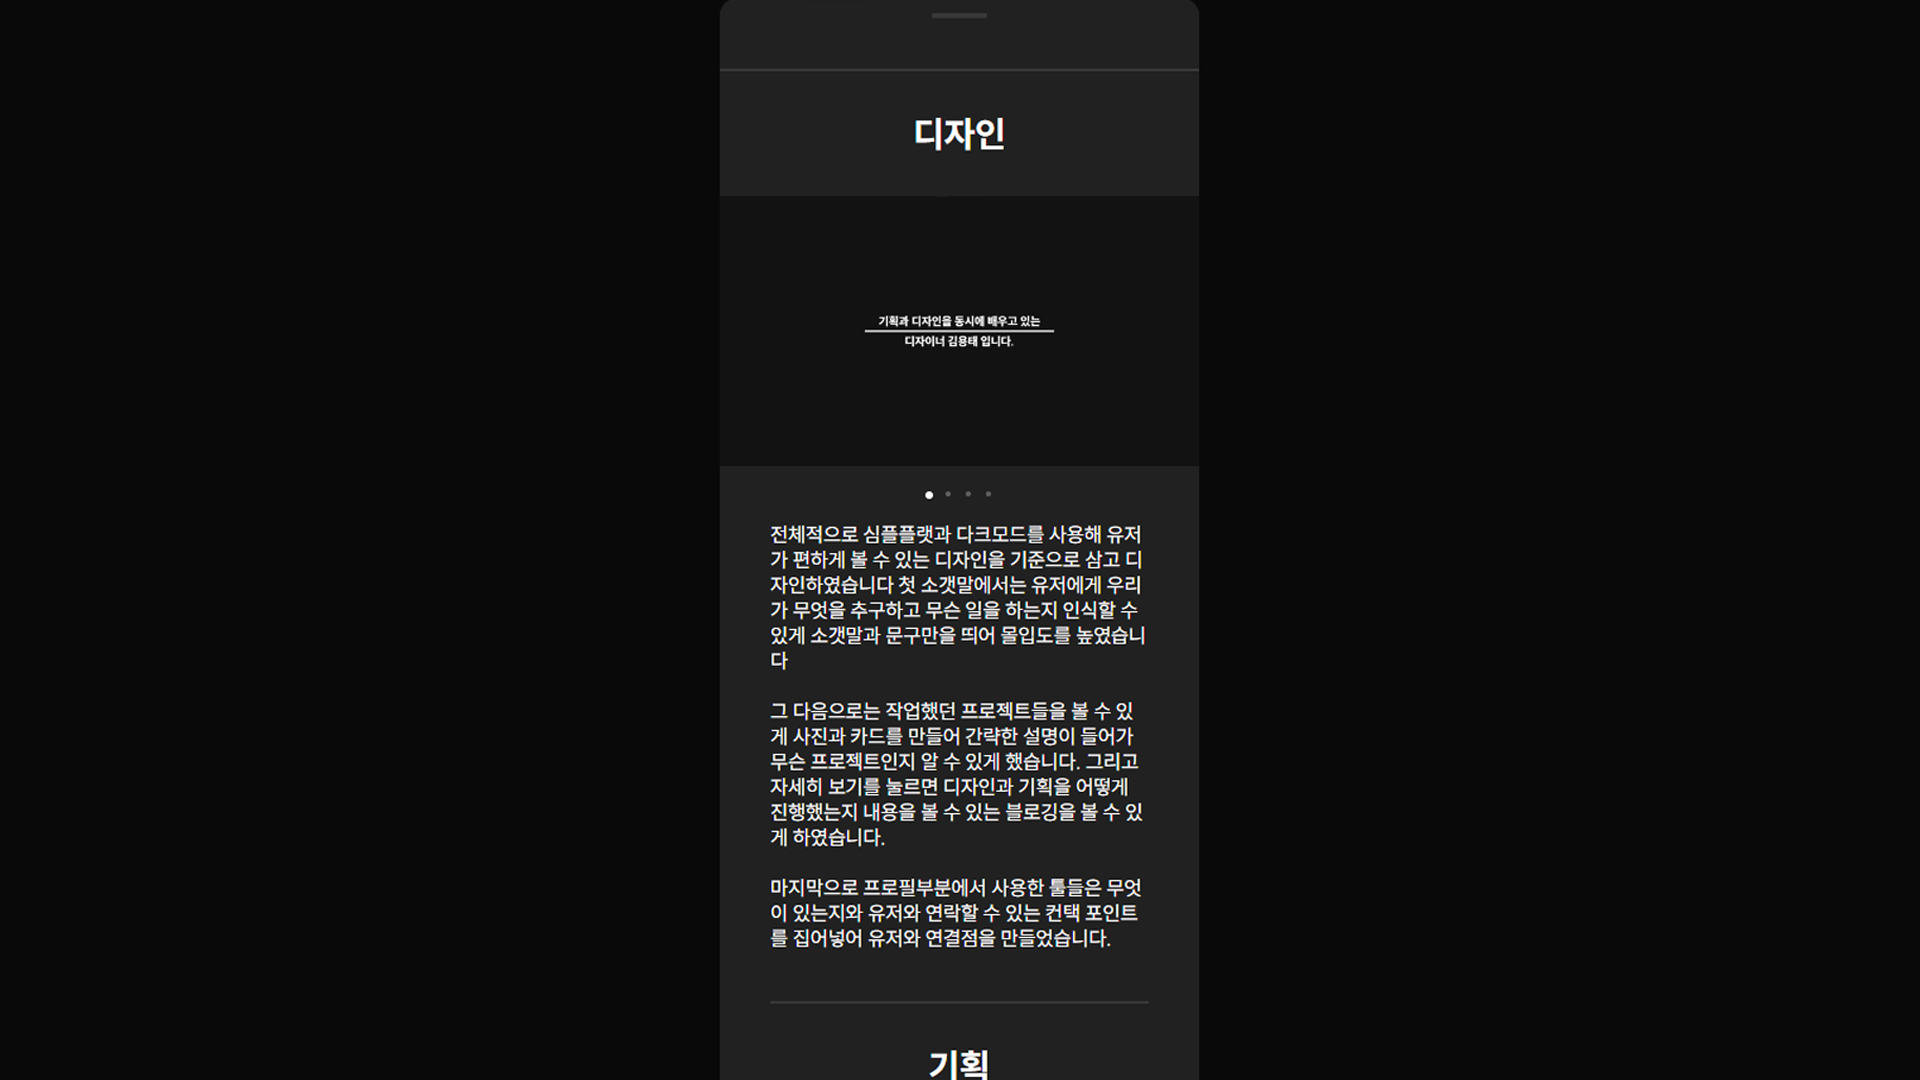 디자인
기획과 디자인을 동시에 배우고 있는
디자이너 김용태 입니다.
전체적으로 심플플랫과 다크모드를 사용해 유저
가 편하게 볼 수 있는 디자인을 기준으로 삼고 디
자인하였습니다 첫 소갯말에서는 유저에게 우리
가 무엇을 추구하고 무슨 일을 하는지 인식할 수
있게 소갯말과 문구만을 띄어 몰입도를 높였습니
다
그 다음으로는 작업했던 프로젝트들을 볼 수 있
게 사진과 카드를 만들어 간략한 설명이 들어가
무슨 프로젝트인지 알 수 있게 했습니다. 그리고
자세히 보기를 눌르면 디자인과 기획을 어떻게
진행했는지 내용을 볼 수 있는 블로깅을 볼 수 있
게 하였습니다.
마지막으로 프로필부분에서 사용한 툴들은 무엇
이 있는지와 유저와 연락할 수 있는 컨택 포인트
를 집어넣어 유저와 연결점을 만들었습니다.
기획